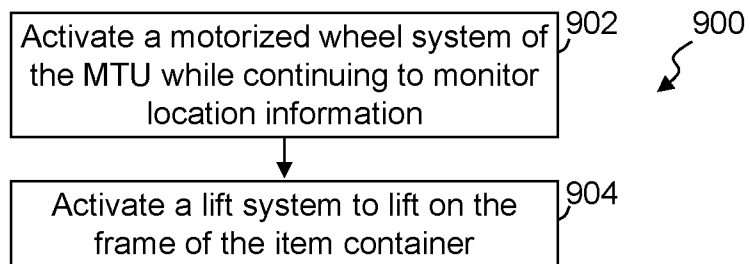 Activate a motorized wheel system of
the MTU while continuing to monitor
location information
902
900
Activate a lift system to lift on the
frame of the item container
904